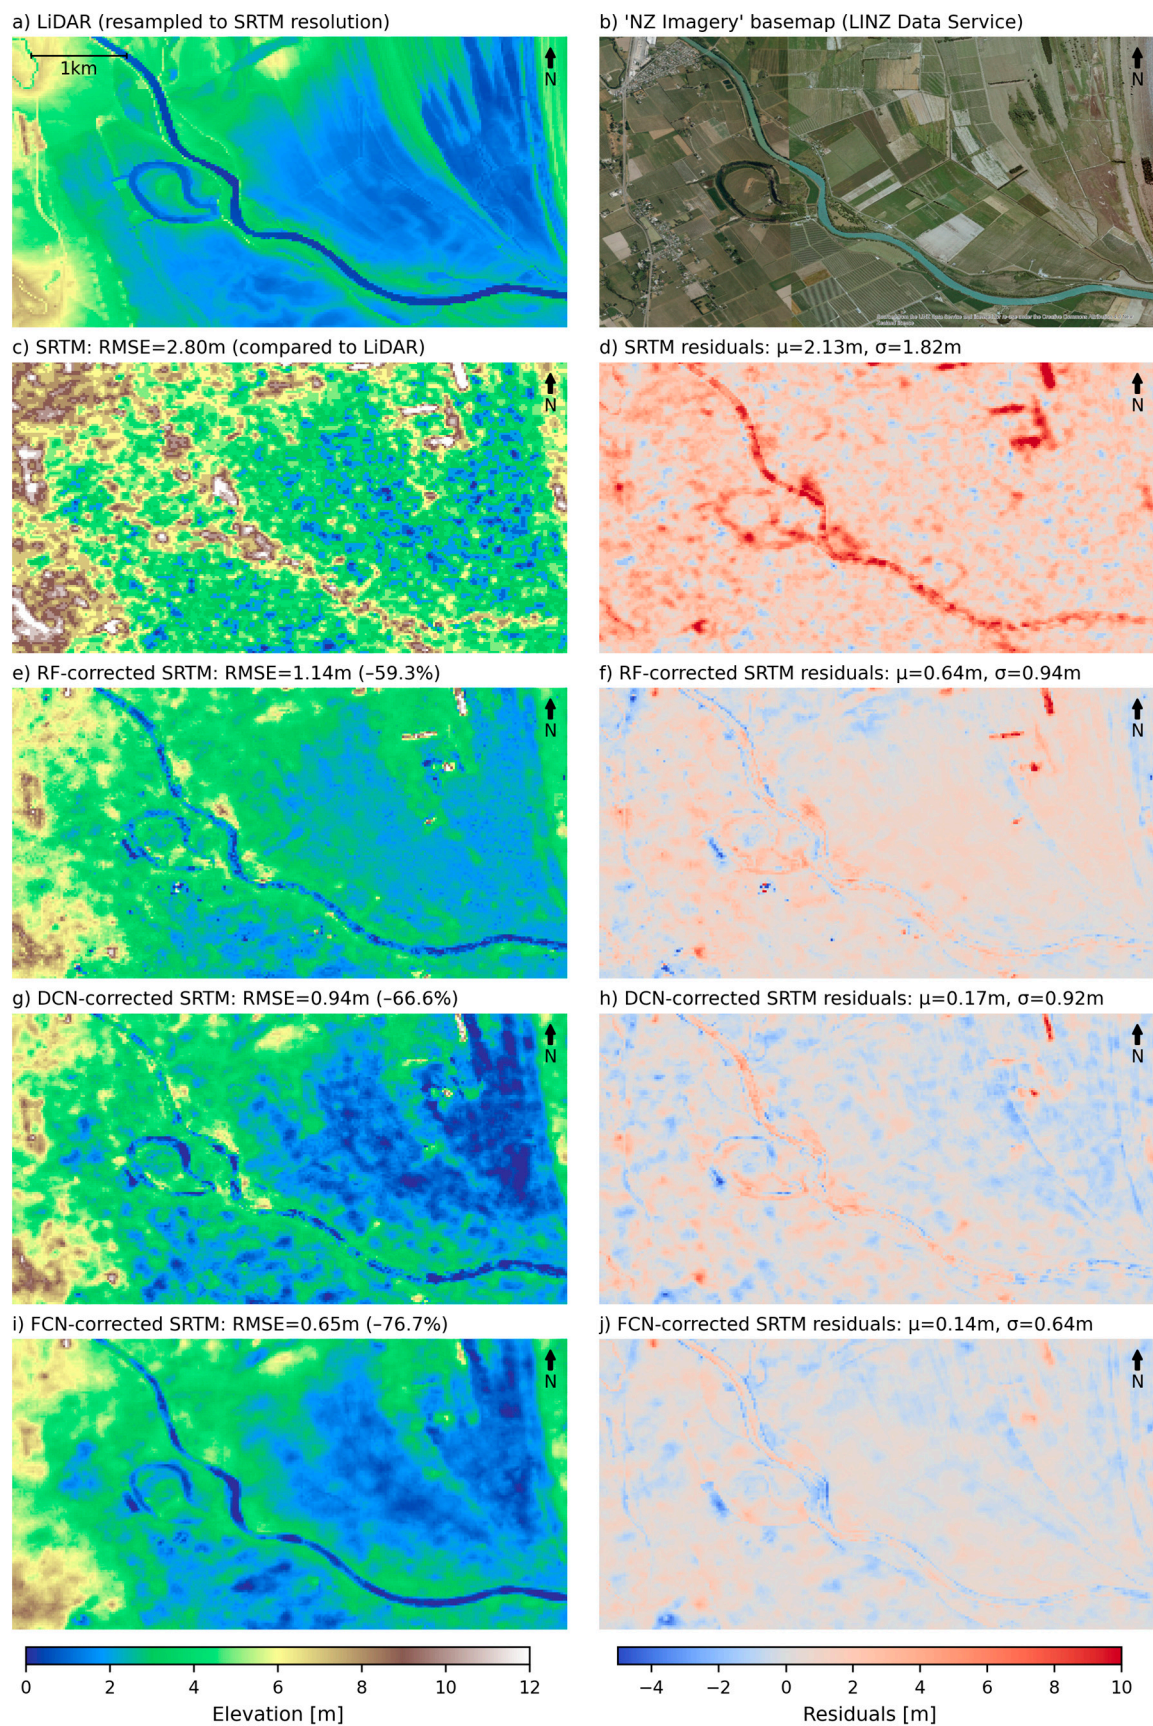 a) LiDAR (resampled to SRTM resolution)
b) 'NZ Imagery' basemap (LINZ Data Service)
1km
N
N
c) SRTM: RMSE=2.80m (compared to LiDAR)
d) SRTM residuals: μ=2.13m, σ=1.82m
N
N
e) RF-corrected SRTM: RMSE=1.14m (–59.3%)
f) RF-corrected SRTM residuals: μ=0.64m, σ=0.94m
N
N
g) DCN-corrected SRTM: RMSE=0.94m (–66.6%)
h) DCN-corrected SRTM residuals: μ=0.17m, σ=0.92m
N
N
i) FCN-corrected SRTM: RMSE=0.65m (–76.7%)
j) FCN-corrected SRTM residuals: μ=0.14m, σ=0.64m
N
N
0 2 4 6 8 10 12
Elevation [m]
−4 −2 0 2 4 6 8 10
Residuals [m]